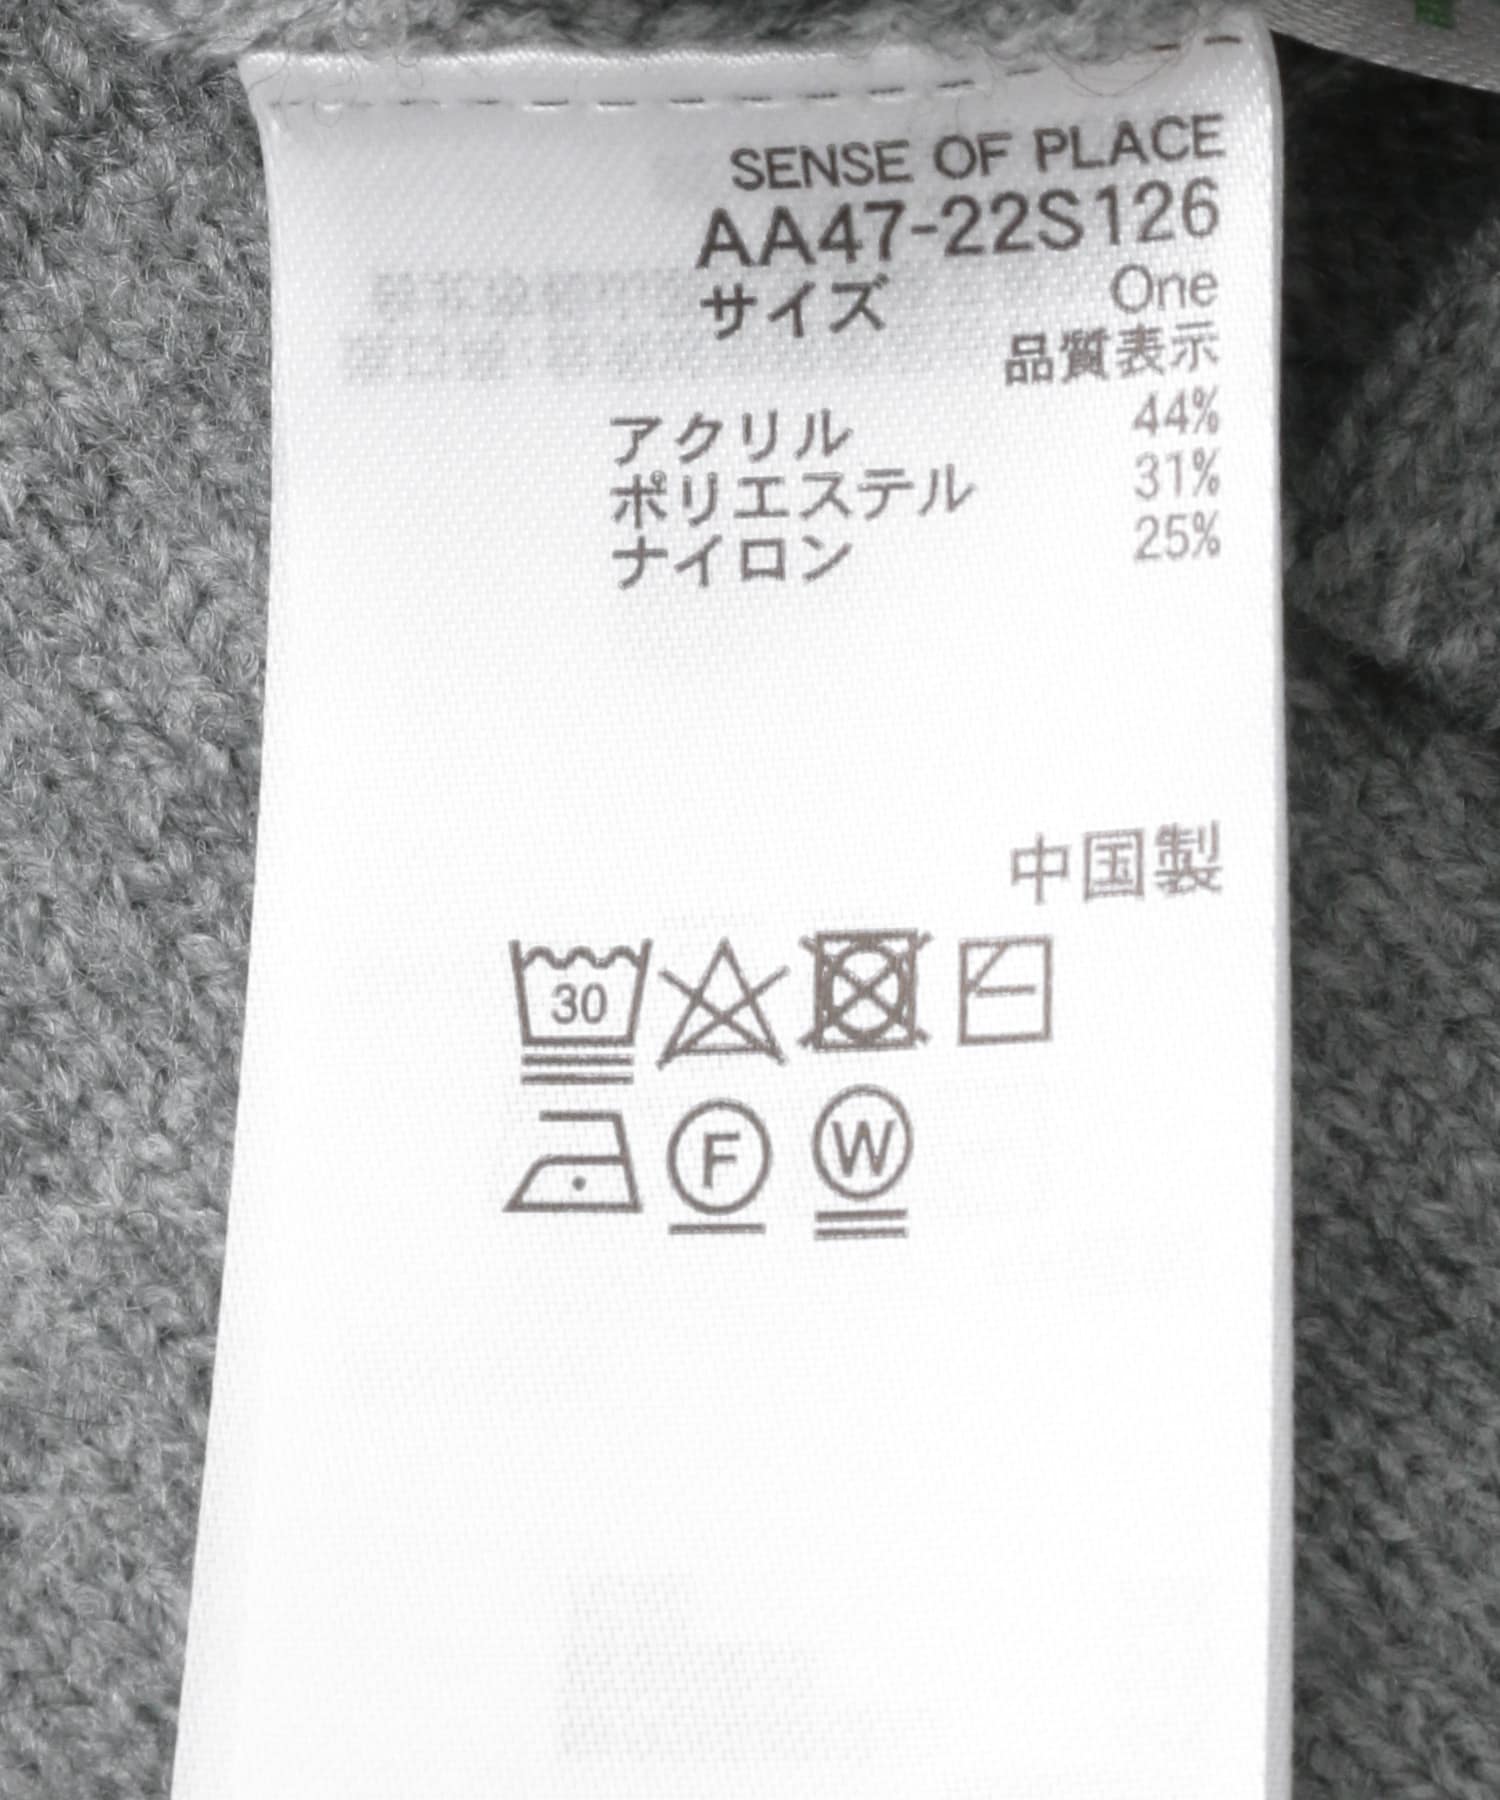 SENSE OF PLACE
AA47-22S126
サイズ One
品質表示
アクリル 44%
ポリエステル 31%
ナイロン 25%
中国製
30
F W